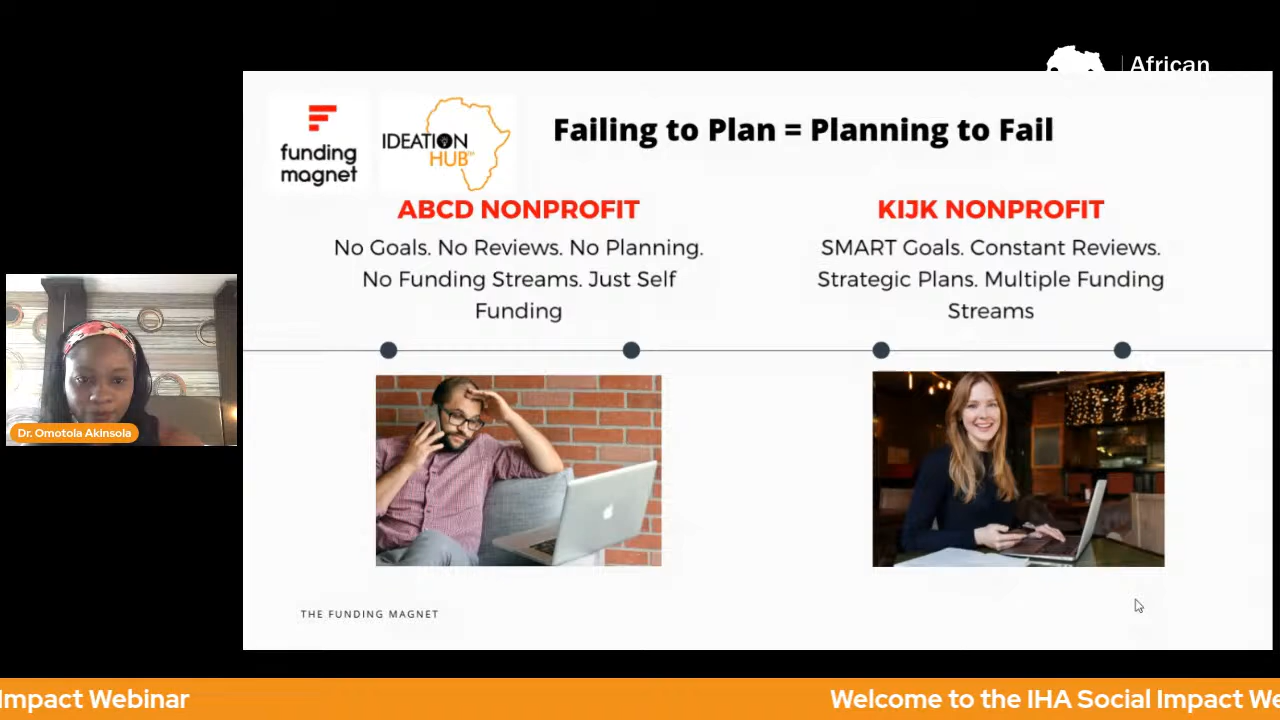 African
funding
magnet
IDEATION
HUB™
Failing to Plan = Planning to Fail
ABCD NONPROFIT
No Goals. No Reviews. No Planning.
No Funding Streams. Just Self
Funding
KIJK NONPROFIT
SMART Goals. Constant Reviews.
Strategic Plans. Multiple Funding
Streams
Dr. Omotola Akinsola
THE FUNDING MAGNET
Impact Webinar
Welcome to the IHA Social Impact We